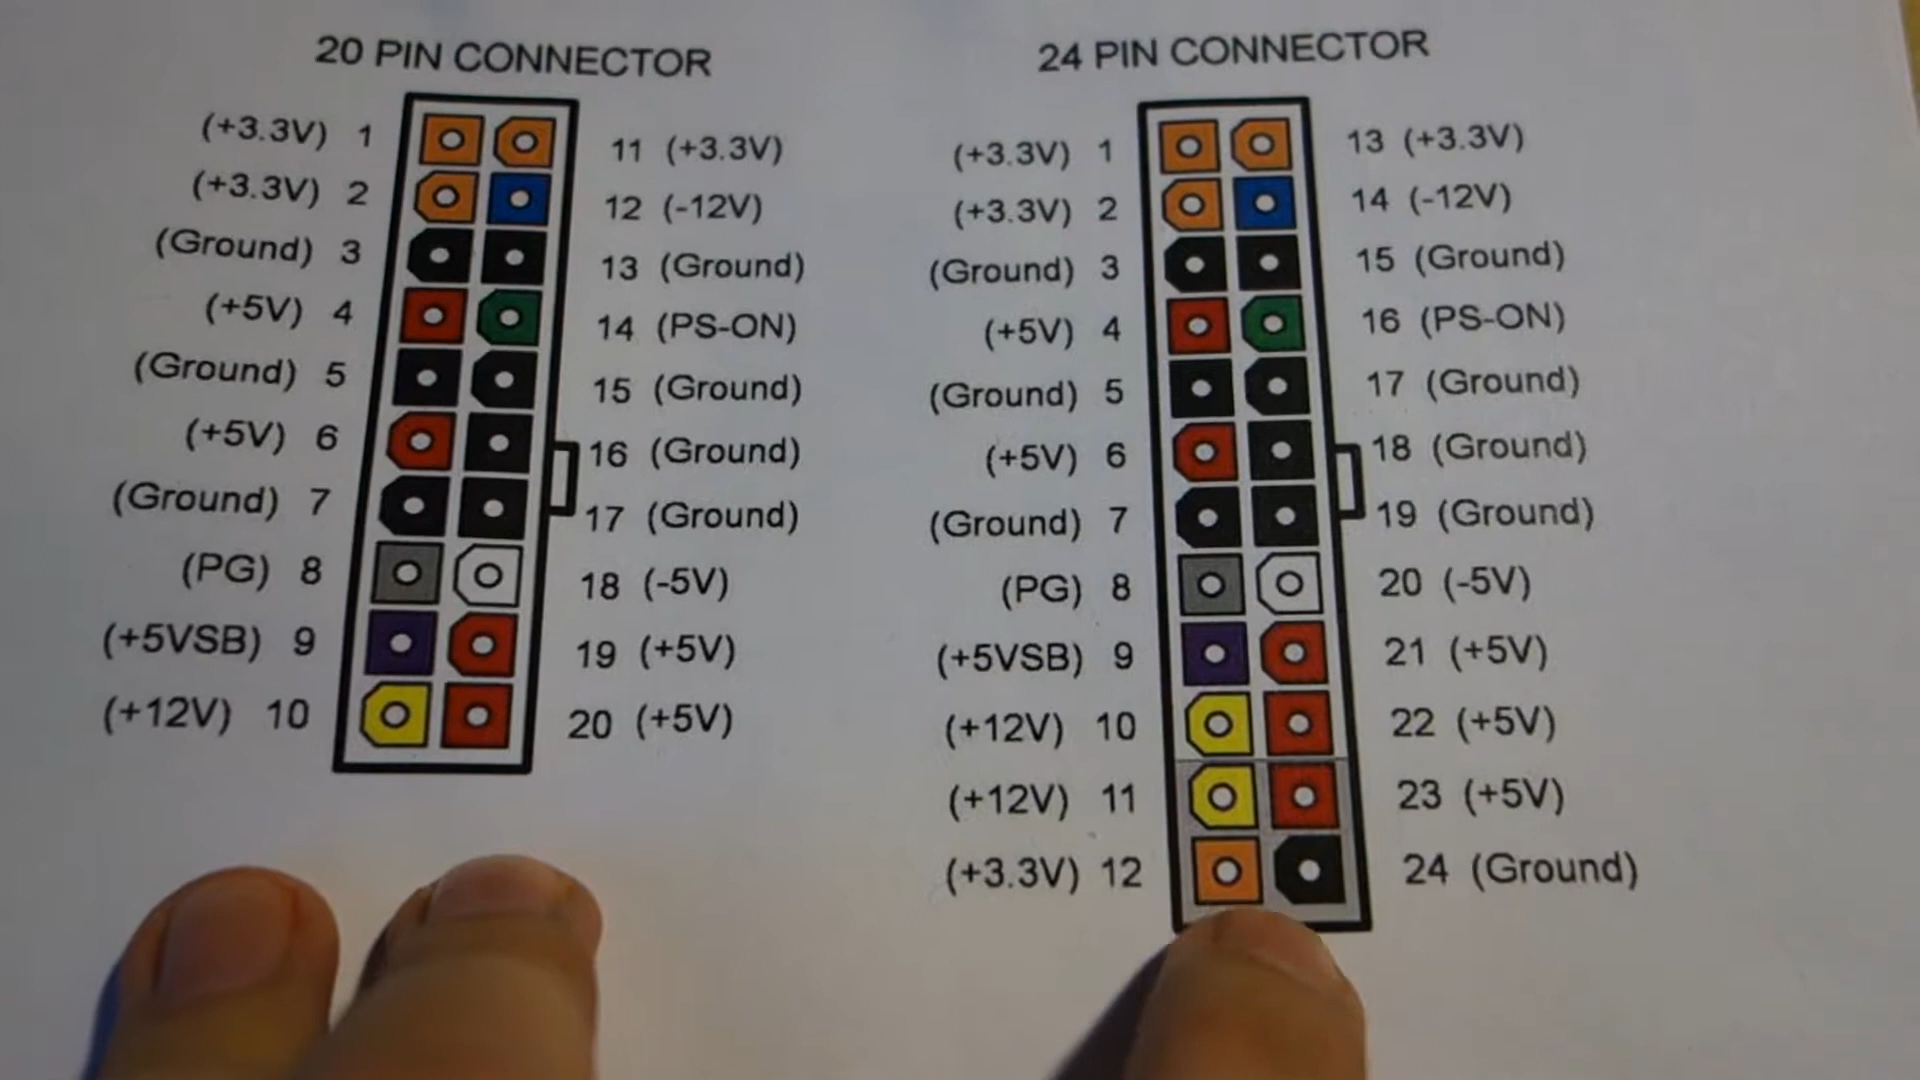 20 PIN CONNECTOR
(+3.3V) 1
(+3.3V) 2
(Ground) 3
(+5V) 4
(Ground) 5
(+5V) 6
(Ground) 7
(PG) 8
(+5VSB) 9
(+12V) 10
11 (+3.3V)
12 (-12V)
13 (Ground)
14 (PS-ON)
15 (Ground)
16 (Ground)
17 (Ground)
18 (-5V)
19 (+5V)
20 (+5V)
24 PIN CONNECTOR
(+3.3V) 1
(+3.3V) 2
(Ground) 3
(+5V) 4
(Ground) 5
(+5V) 6
(Ground) 7
(PG) 8
(+5VSB) 9
(+12V) 10
(+12V) 11
(+3.3V) 12
13 (+3.3V)
14 (-12V)
15 (Ground)
16 (PS-ON)
17 (Ground)
18 (Ground)
19 (Ground)
20 (-5V)
21 (+5V)
22 (+5V)
23 (+5V)
24 (Ground)